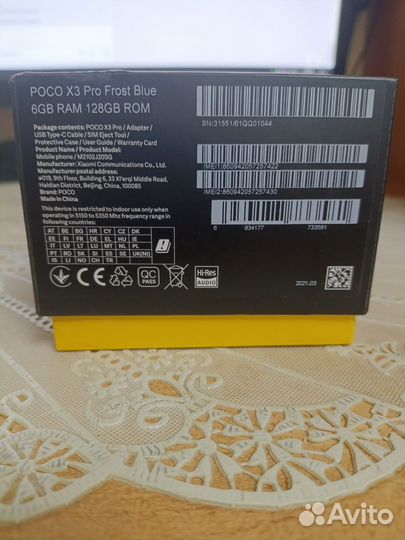 POCO X3 Pro Frost Blue
6GB RAM 128GB ROM
Package contents: POCO X3 Pro / Adapter /
USB Type-C Cable / SIM Eject Tool /
Protective Case / User Guide / Warranty Card
Product Name / Product Model:
Mobile phone / M2102J20SG
Manufacturer: Xiaomi Communications Co., Ltd.
Manufacturer postal address:
#019, 9th Floor, Building 6, 33 Xi'erqi Middle Road,
Haidian District, Beijing, China, 100085
Brand: POCO
Made in China
This device is restricted to indoor use only
when operating in 5150 to 5350 Mhz frequency range in
following countries:
AT BE BG HR CY CZ DK
EE FI DE EL HU IE
IT LV LT LU MT NL PL
PT RO SK SI ES SE UK(NI)
IS LI NO CH TR
SN:31551/61QQ01044
IMEI1:860942057257422
IMEI2:860942057257430
6 934177 733581
CE
QC
PASS
Hi-Res
AUDIO
2021.03
Avito